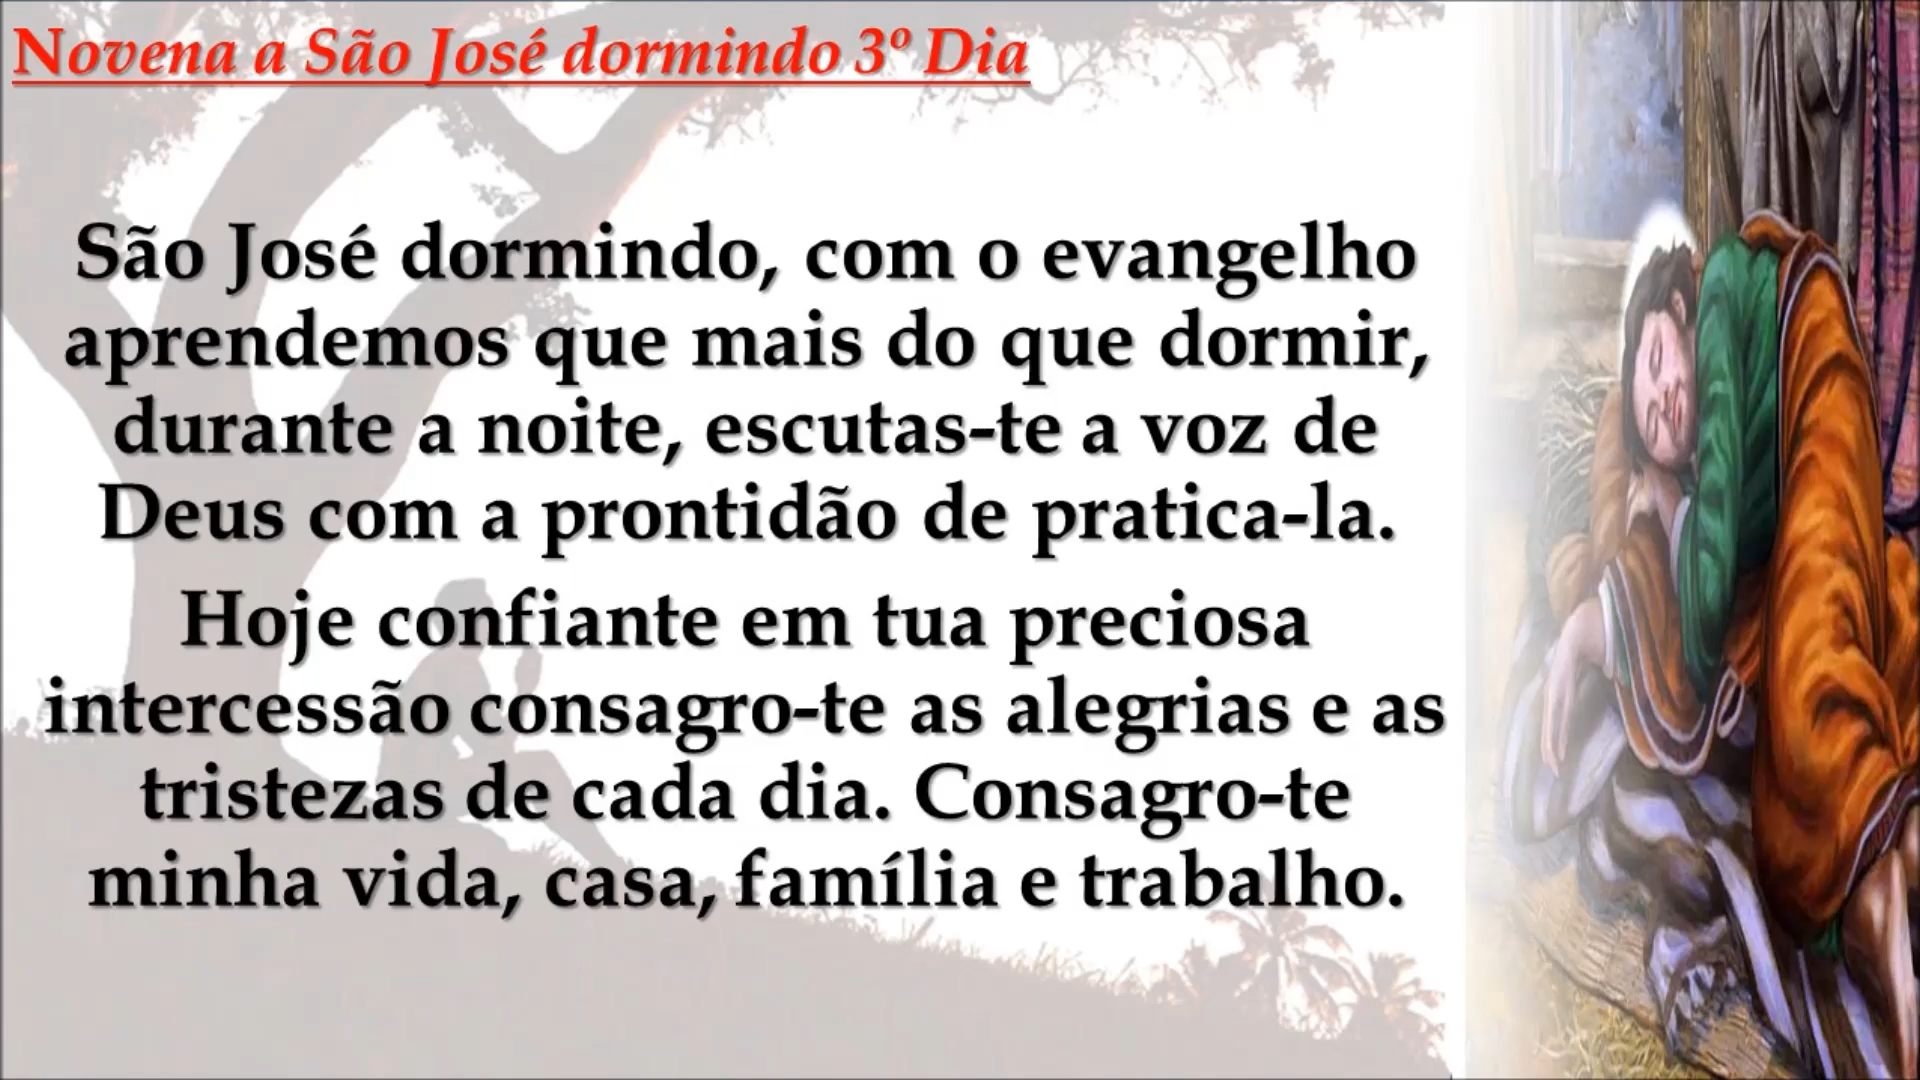 Novena a São José dormindo 3º Dia
São José dormindo, com o evangelho
aprendemos que mais do que dormir,
durante a noite, escutas-te a voz de
Deus com a prontidão de pratica-la.
Hoje confiante em tua preciosa
intercessão consagro-te as alegrias e as
tristezas de cada dia. Consagro-te
minha vida, casa, família e trabalho.